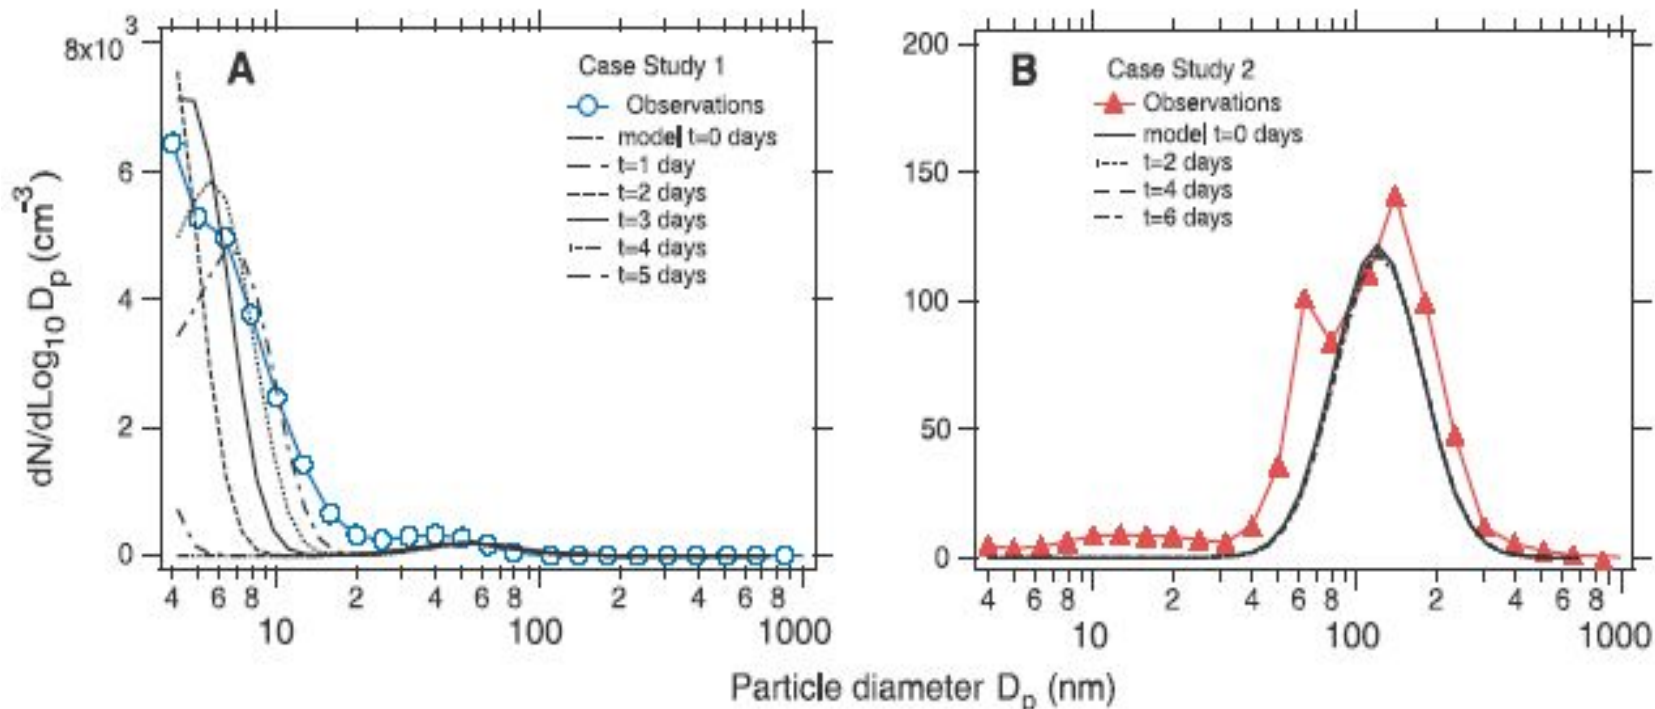 8x10³
6
4
2
0
dN/dLog₁₀Dₚ (cm⁻³)
A
Case Study 1
Observations
model t=0 days
t=1 day
t=2 days
t=3 days
t=4 days
t=5 days
4 6 8 2 4 6 8 2 4 6 8
10 100 1000
200
150
100
50
0
B
Case Study 2
Observations
model t=0 days
t=2 days
t=4 days
t=6 days
4 6 8 2 4 6 8 2 4 6 8
10 100 1000
Particle diameter Dₚ (nm)